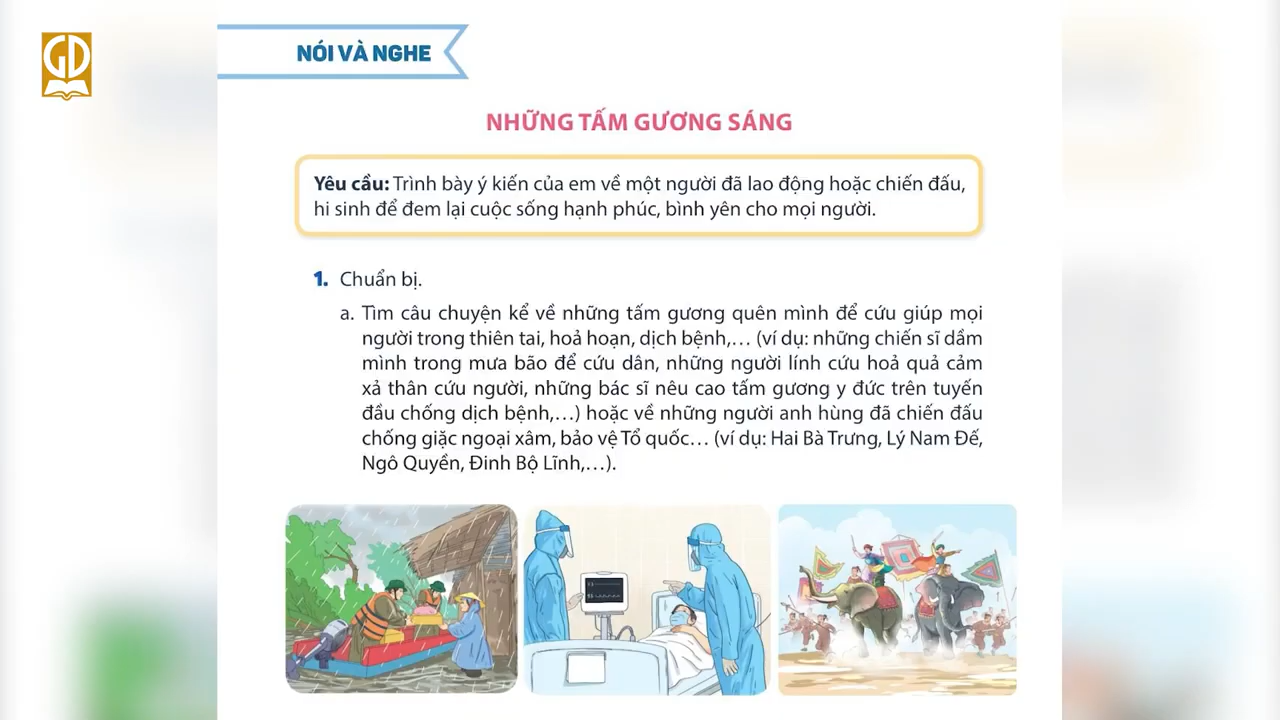 GD
NÓI VÀ NGHE
NHỮNG TẤM GƯƠNG SÁNG
Yêu cầu: Trình bày ý kiến của em về một người đã lao động hoặc chiến đấu,
hi sinh để đem lại cuộc sống hạnh phúc, bình yên cho mọi người.
1. Chuẩn bị.
a. Tìm câu chuyện kể về những tấm gương quên mình để cứu giúp mọi
người trong thiên tai, hoả hoạn, dịch bệnh,… (ví dụ: những chiến sĩ dầm
mình trong mưa bão để cứu dân, những người lính cứu hoả quả cảm
xả thân cứu người, những bác sĩ nêu cao tấm gương y đức trên tuyến
đầu chống dịch bệnh,…) hoặc về những người anh hùng đã chiến đấu
chống giặc ngoại xâm, bảo vệ Tổ quốc… (ví dụ: Hai Bà Trưng, Lý Nam Đế,
Ngô Quyền, Đinh Bộ Lĩnh,…).